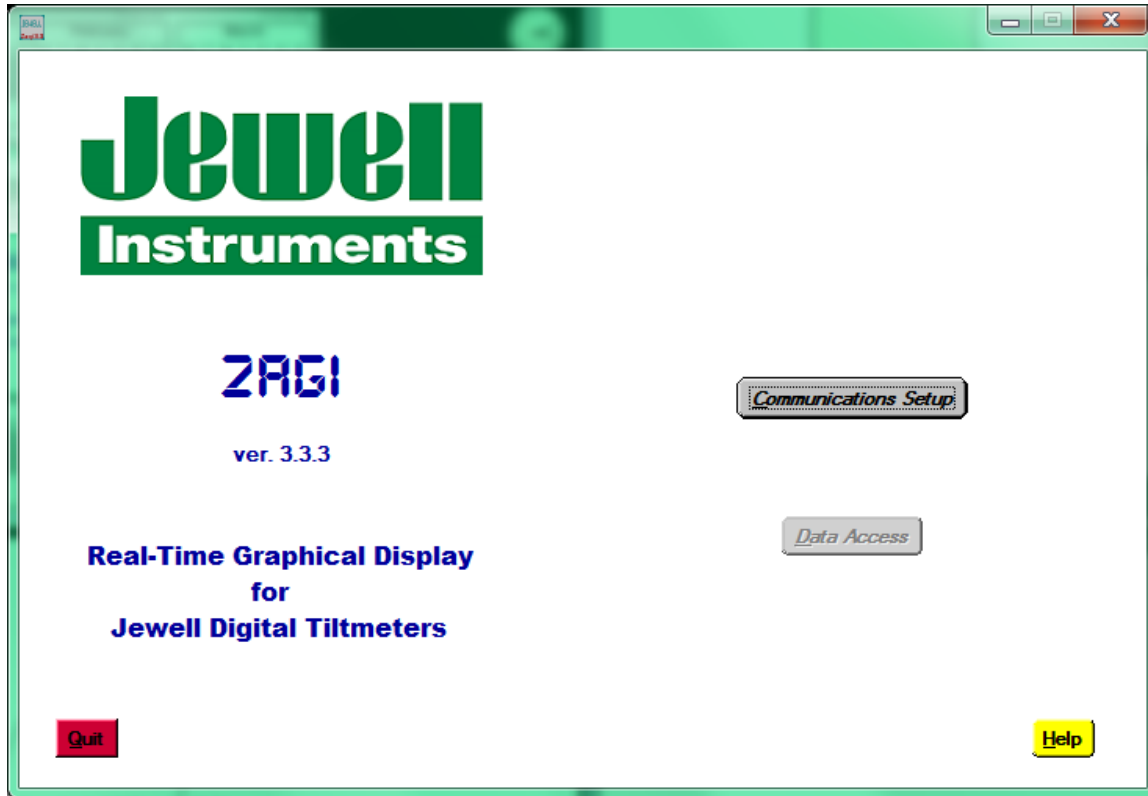 Jewell
Instruments
ZAGI
ver. 3.3.3
Real-Time Graphical Display
for
Jewell Digital Tiltmeters
Communications Setup
Data Access
Quit
Help